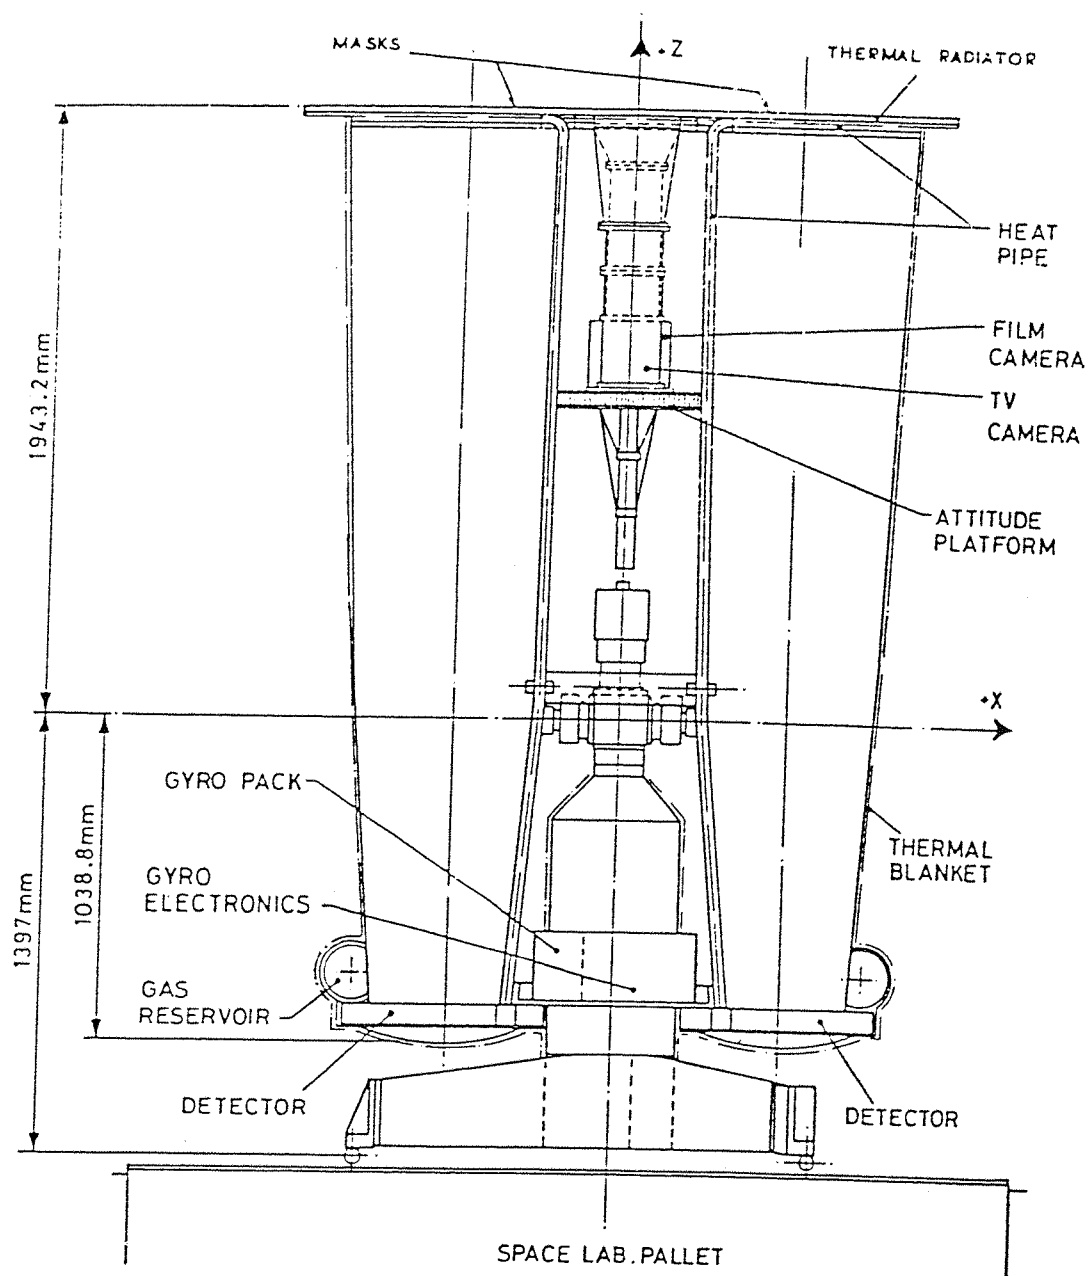 MASKS
+Z
THERMAL RADIATOR
HEAT
PIPE
FILM
CAMERA
TV
CAMERA
1943.2mm
ATTITUDE
PLATFORM
+X
GYRO PACK
THERMAL
BLANKET
GYRO
ELECTRONICS
1038.8mm
1397mm
GAS
RESERVOIR
DETECTOR
DETECTOR
SPACE LAB. PALLET